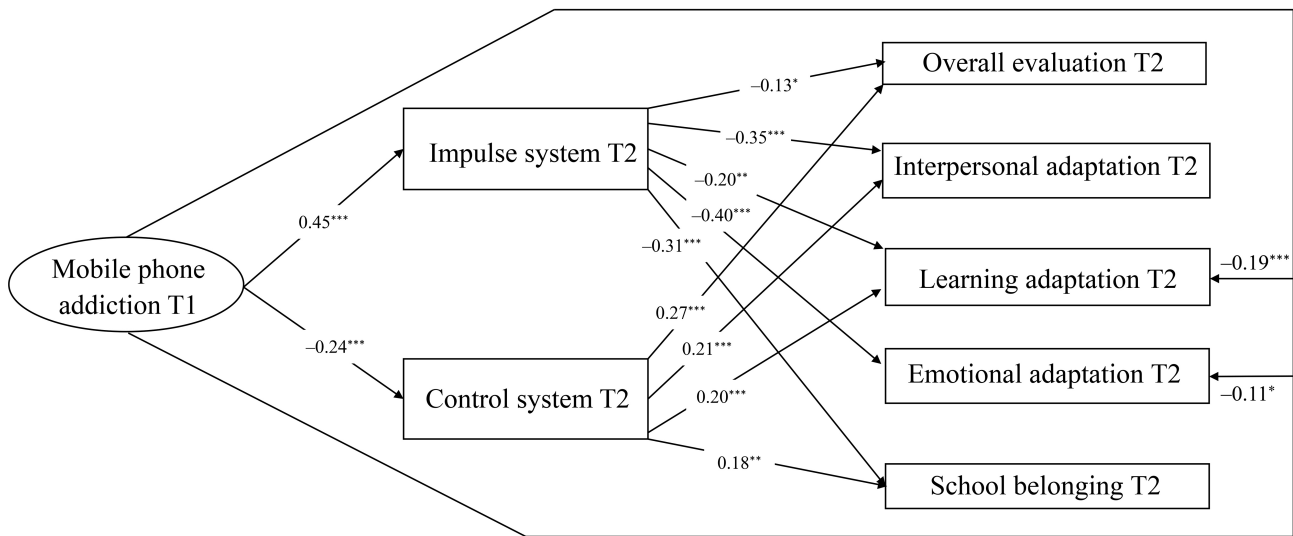 Overall evaluation T2
–0.13*
–0.35***
Impulse system T2
Interpersonal adaptation T2
–0.20**
–0.40***
0.45***
–0.31***
Mobile phone
addiction T1
Learning adaptation T2
–0.19***
0.27***
–0.24***
0.21***
Emotional adaptation T2
–0.11*
Control system T2
0.20***
0.18**
School belonging T2